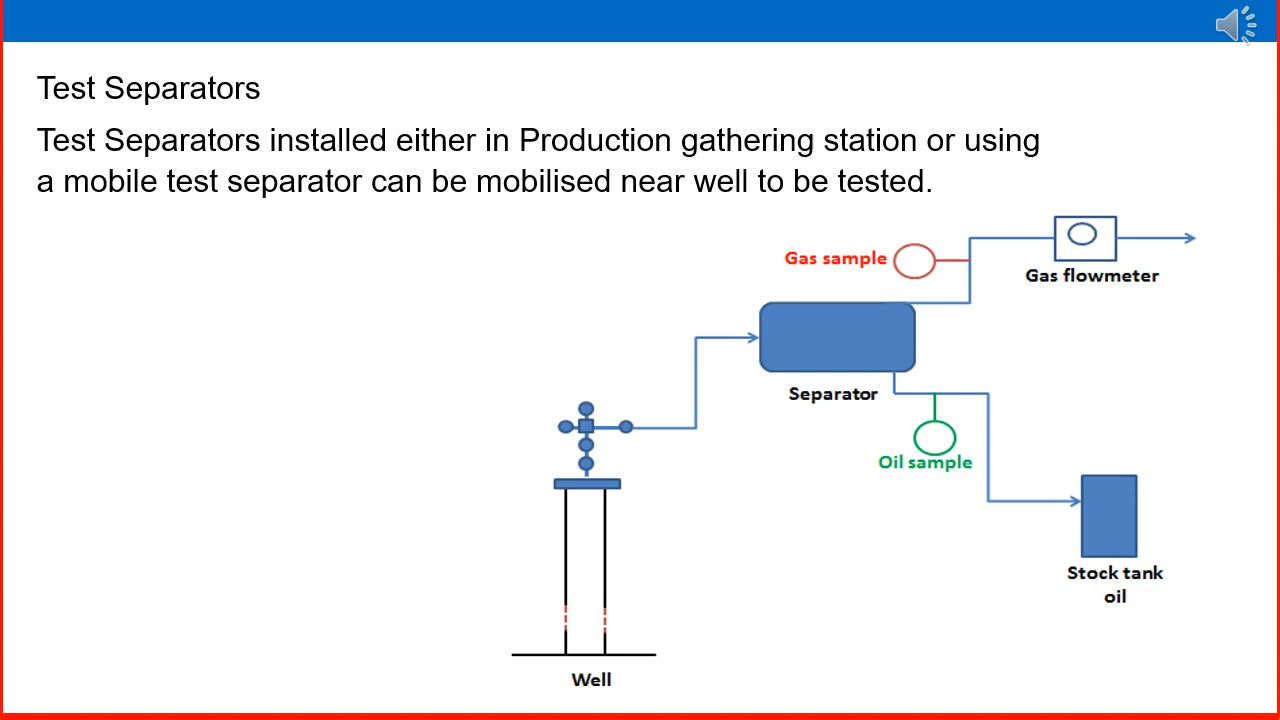 Test Separators
Test Separators installed either in Production gathering station or using
a mobile test separator can be mobilised near well to be tested.
Gas sample
Gas flowmeter
Separator
Oil sample
Stock tank
oil
Well